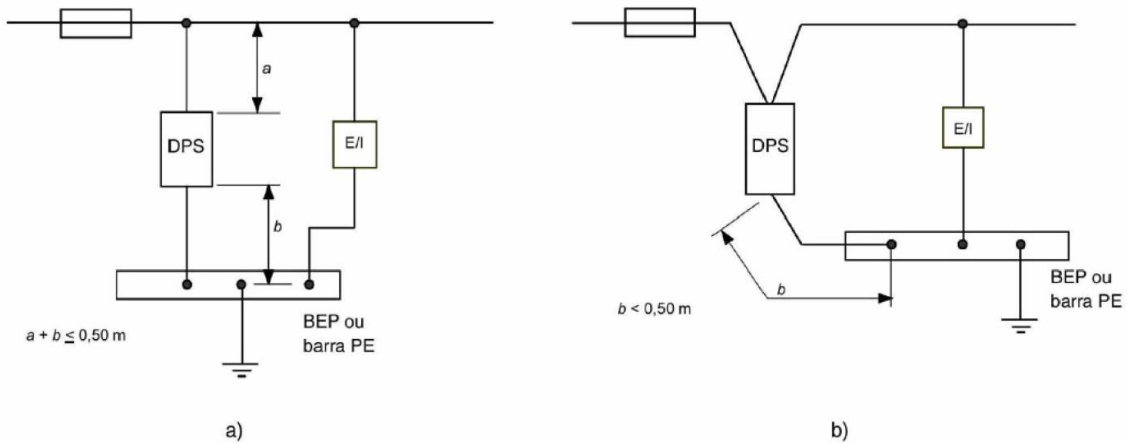 a
DPS
E/I
b
BEP ou
barra PE
a + b ≤ 0,50 m
a)
DPS
E/I
b
b < 0,50 m
BEP ou
barra PE
b)